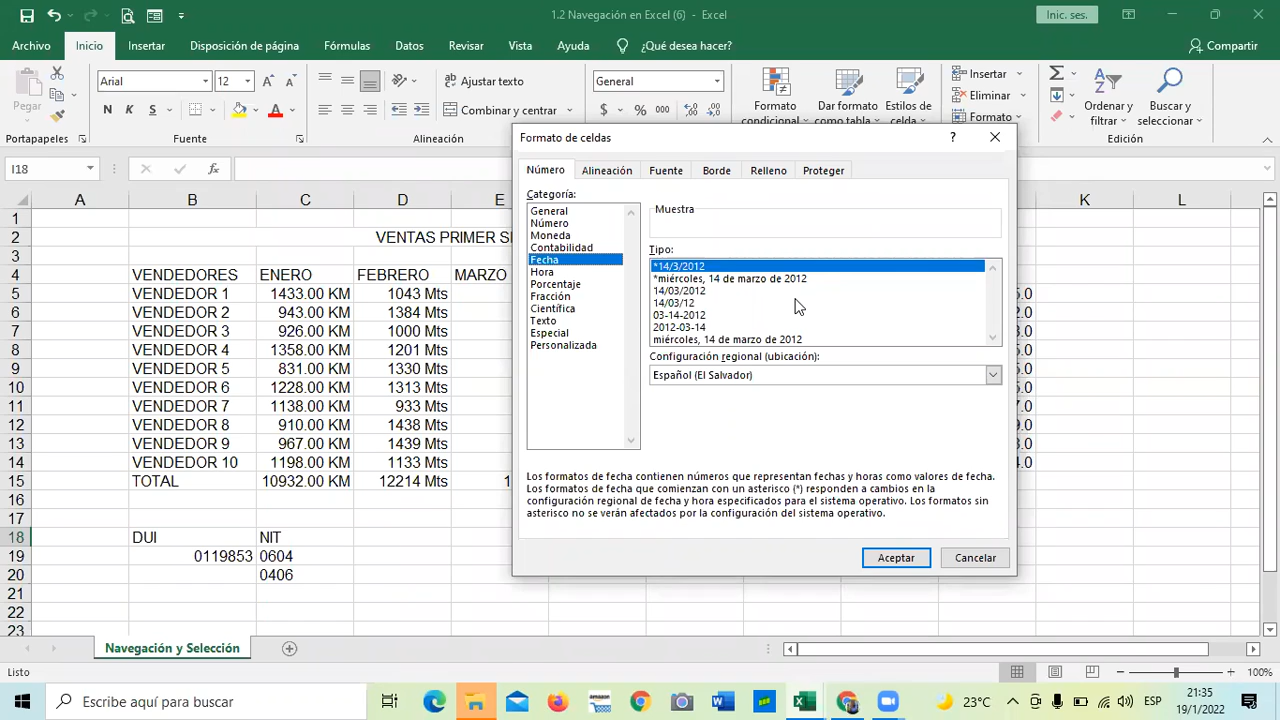 1.2 Navegación en Excel (6) - Excel
Inic. ses.
Archivo Inicio Insertar Disposición de página Fórmulas Datos Revisar Vista Ayuda ¿Qué desea hacer? Compartir
Pegar
Arial 12
N K S
Ajustar texto
Combinar y centrar
General
$ % 000
Formato condicional
Dar formato como
Estilos de celda
Insertar
Eliminar
Formato
Ordenar y filtrar
Buscar y seleccionar
Portapapeles Fuente Alineación Edición
I18 fx
A B C D E K L
1
2 VENTAS PRIMER
3
4 VENDEDORES ENERO FEBRERO MARZO
5 VENDEDOR 1 1433.00 KM 1043 Mts
6 VENDEDOR 2 943.00 KM 1384 Mts
7 VENDEDOR 3 926.00 KM 1000 Mts
8 VENDEDOR 4 1358.00 KM 1201 Mts
9 VENDEDOR 5 831.00 KM 1330 Mts
10 VENDEDOR 6 1228.00 KM 1313 Mts
11 VENDEDOR 7 1138.00 KM 933 Mts
12 VENDEDOR 8 910.00 KM 1438 Mts
13 VENDEDOR 9 967.00 KM 1439 Mts
14 VENDEDOR 10 1198.00 KM 1133 Mts
15 TOTAL 10932.00 KM 12214 Mts
16
17
18 DUI NIT
19 0119853 0604
20 0406
21
22
23
Formato de celdas
Número Alineación Fuente Borde Relleno Proteger
Categoría:
General
Número
Moneda
Contabilidad
Fecha
Hora
Porcentaje
Fracción
Científica
Texto
Especial
Personalizada
Muestra
Tipo:
*14/3/2012
*miércoles, 14 de marzo de 2012
14/03/2012
14/03/12
03-14-2012
2012-03-14
miércoles, 14 de marzo de 2012
Configuración regional (ubicación):
Español (El Salvador)
Los formatos de fecha contienen números que representan fechas y horas como valores de fecha.
Los formatos de fecha que comienzan con un asterisco (*) responden a cambios en la
configuración regional de fecha y hora especificados para el sistema operativo. Los formatos sin
asterisco no se verán afectados por la configuración del sistema operativo.
Aceptar Cancelar
Navegación y Selección
Listo 100%
Escribe aquí para buscar
amazon
23°C
ESP
21:35
19/1/2022